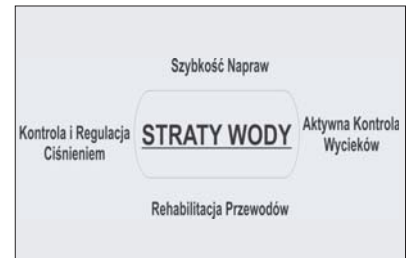 Szybkość Napraw
Kontrola i Regulacja
Ciśnieniem
STRATY WODY
Aktywna Kontrola
Wycieków
Rehabilitacja Przewodów